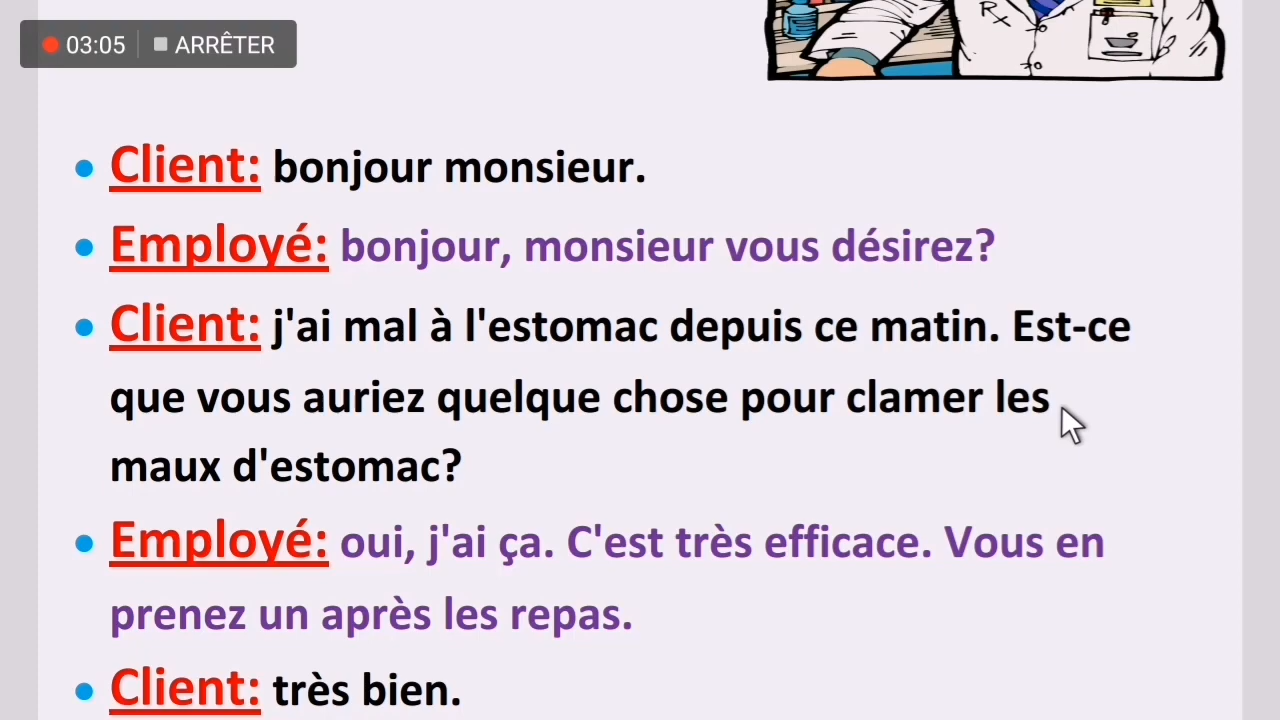 03:05 ARRÊTER
Rx
Client: bonjour monsieur.
Employé: bonjour, monsieur vous désirez?
Client: j'ai mal à l'estomac depuis ce matin. Est-ce
que vous auriez quelque chose pour clamer les
maux d'estomac?
Employé: oui, j'ai ça. C'est très efficace. Vous en
prenez un après les repas.
Client: très bien.